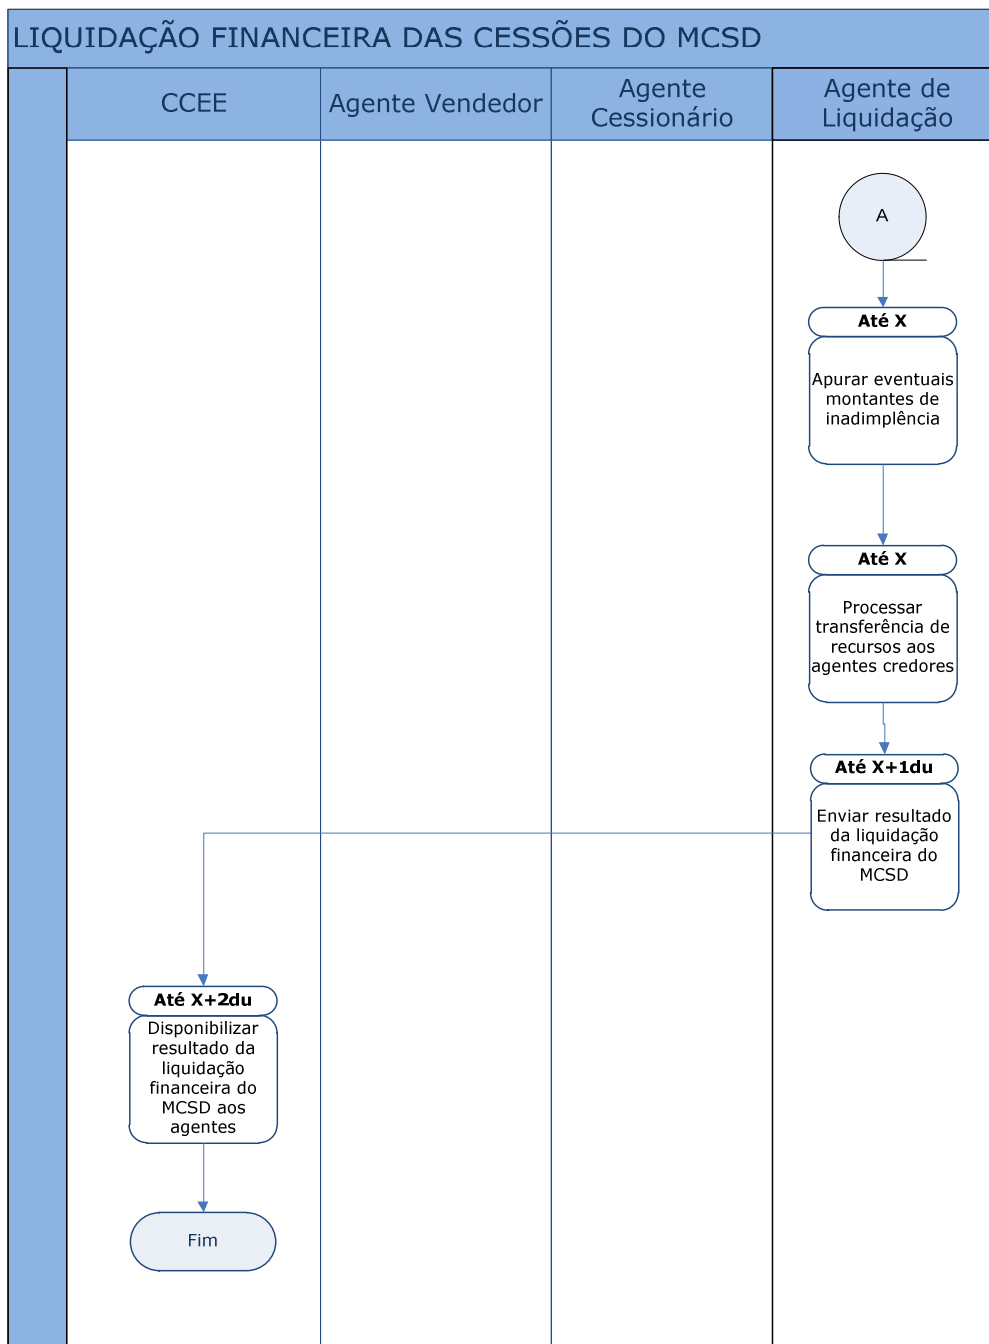 LIQUIDAÇÃO FINANCEIRA DAS CESSÕES DO MCSD
CCEE
Agente Vendedor
Agente
Cessionário
Agente de
Liquidação
A
Até X
Apurar eventuais
montantes de
inadimplência
Até X
Processar
transferência de
recursos aos
agentes credores
Até X+1du
Enviar resultado
da liquidação
financeira do
MCSD
Até X+2du
Disponibilizar
resultado da
liquidação
financeira do
MCSD aos
agentes
Fim